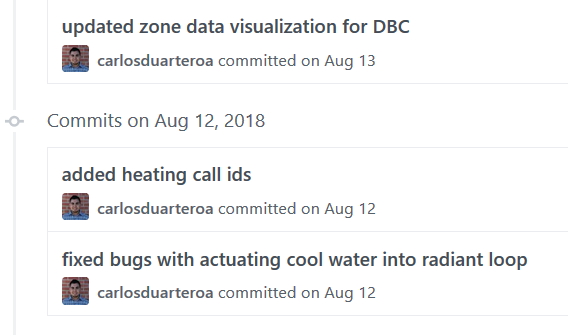 updated zone data visualization for DBC
carlosduarteroa committed on Aug 13
Commits on Aug 12, 2018
added heating call ids
carlosduarteroa committed on Aug 12
fixed bugs with actuating cool water into radiant loop
carlosduarteroa committed on Aug 12